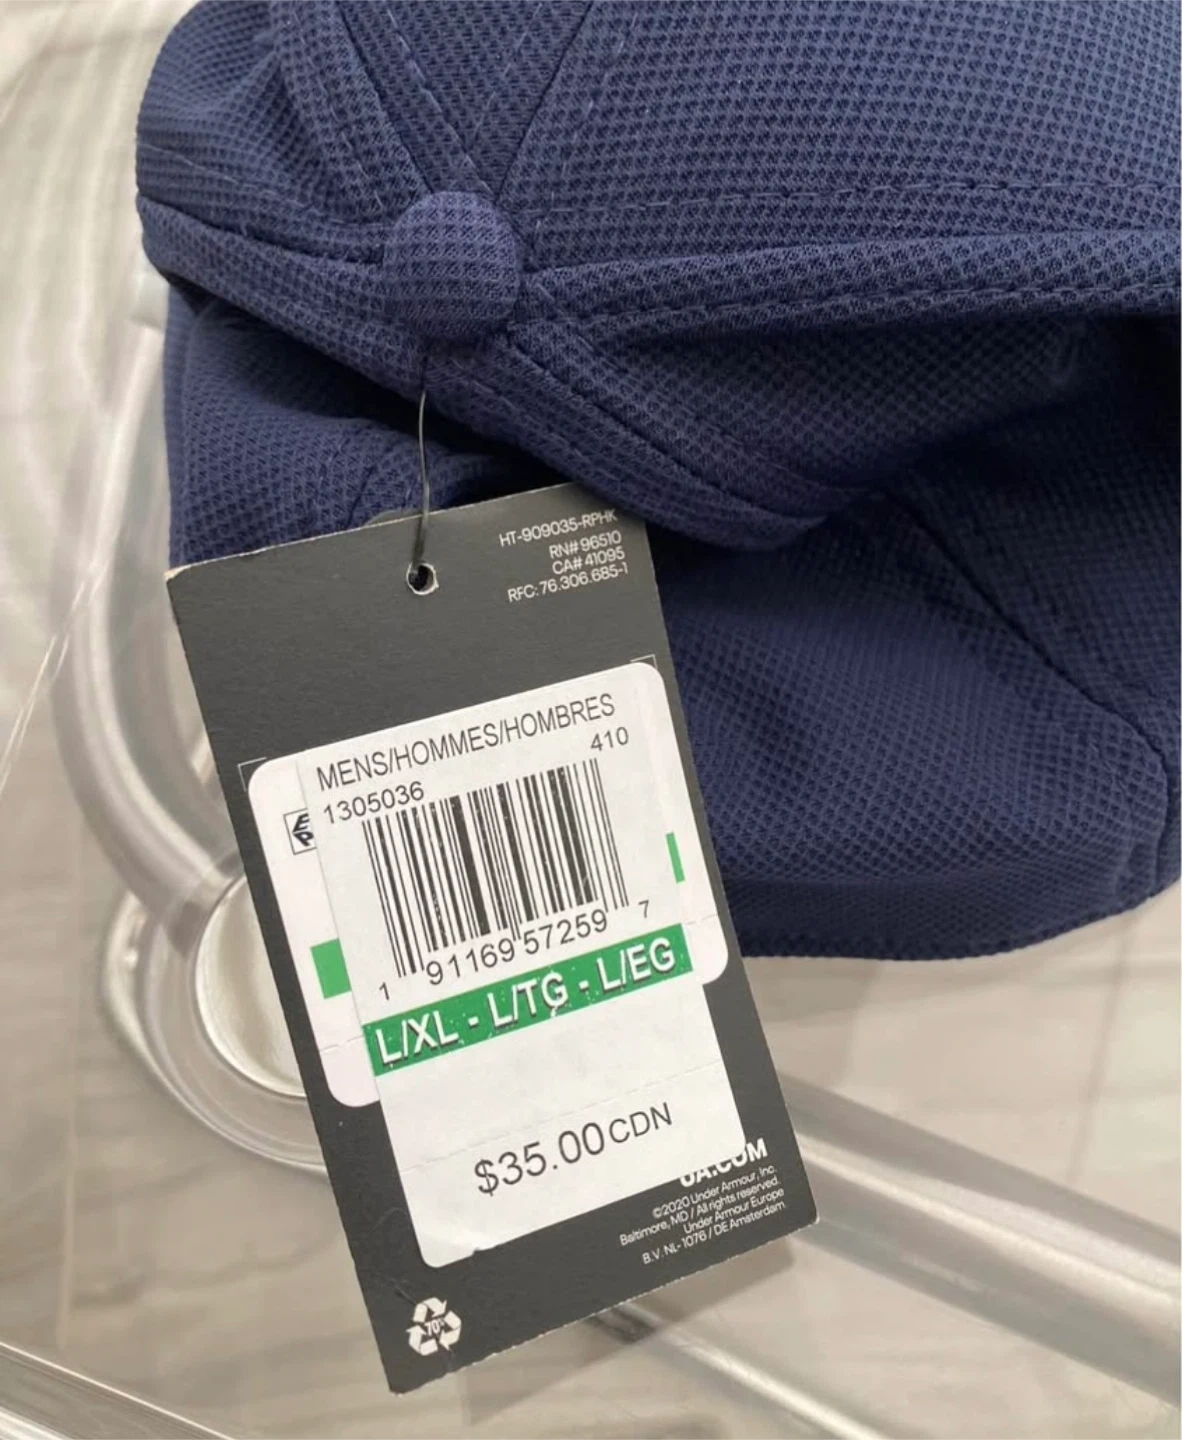 HT-909035-RPHK
RN# 96510
CA# 41095
RFC: 76.306.685-1
MENS/HOMMES/HOMBRES
1305036 410
1 91169 57259 7
L/XL - L/TG - L/EG
$35.00 CDN
UA.COM
©2020 Under Armour, Inc.
Baltimore, MD / All rights reserved.
Under Armour Europe
B.V. NL-1076 / DE Amsterdam
70%